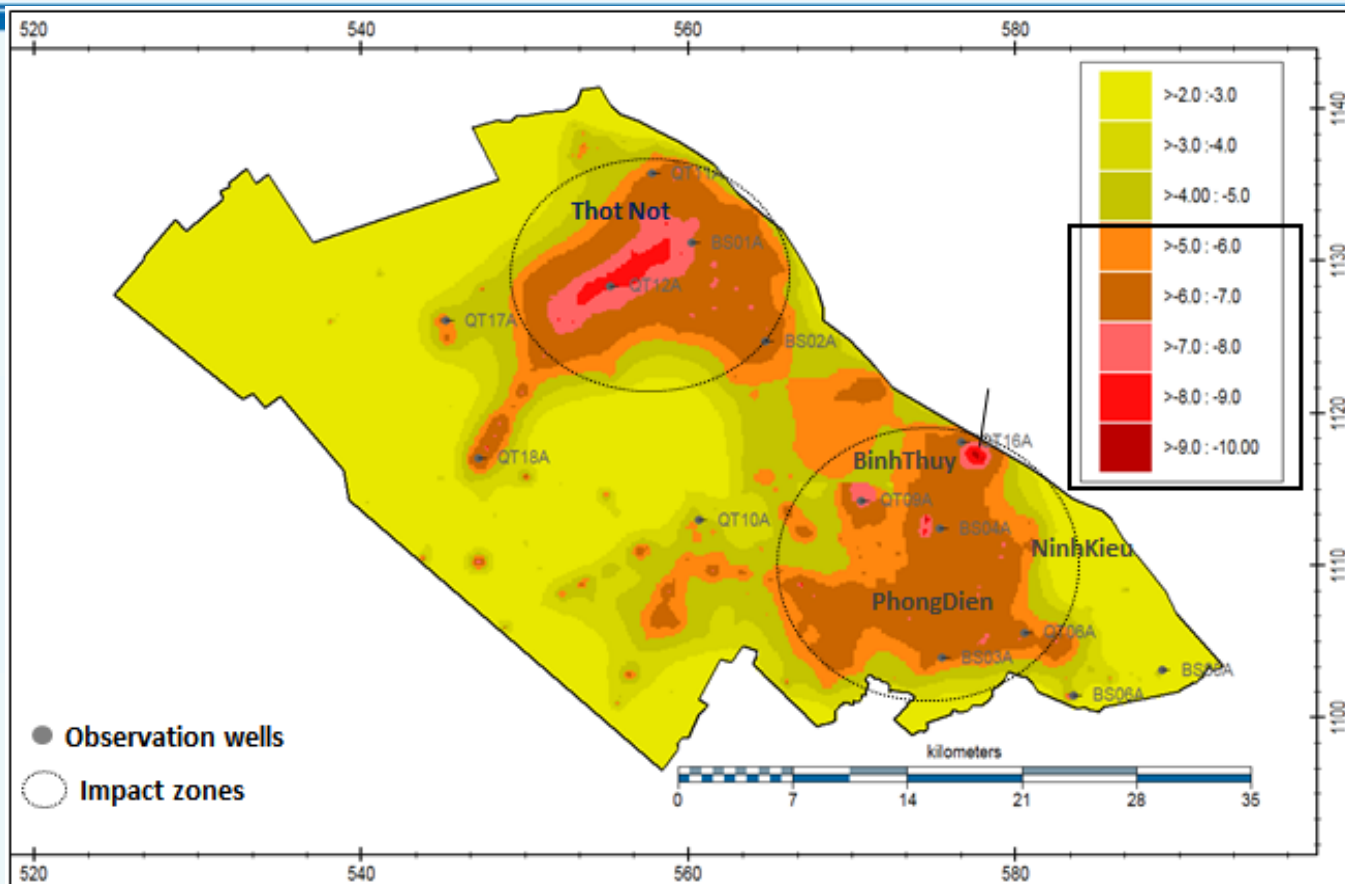 520 540 560 580
>-2.0 :-3.0
1140
>-3.0 :-4.0
QT11A
>-4.00 : -5.0
Thot Not
>-5.0 : -6.0
BS01A
1130
>-6.0 : -7.0
QT12A
QT17A
>-7.0 : -8.0
BS02A
>-8.0 : -9.0
1120
QT16A
>-9.0 : -10.00
BinhThuy
QT18A
QT09A
QT10A
BS04A
NinhKieu
1110
PhongDien
QT06A
BS03A
BS05A
BS06A
1100
Observation wells
kilometers
Impact zones
0 7 14 21 28 35
520 540 560 580